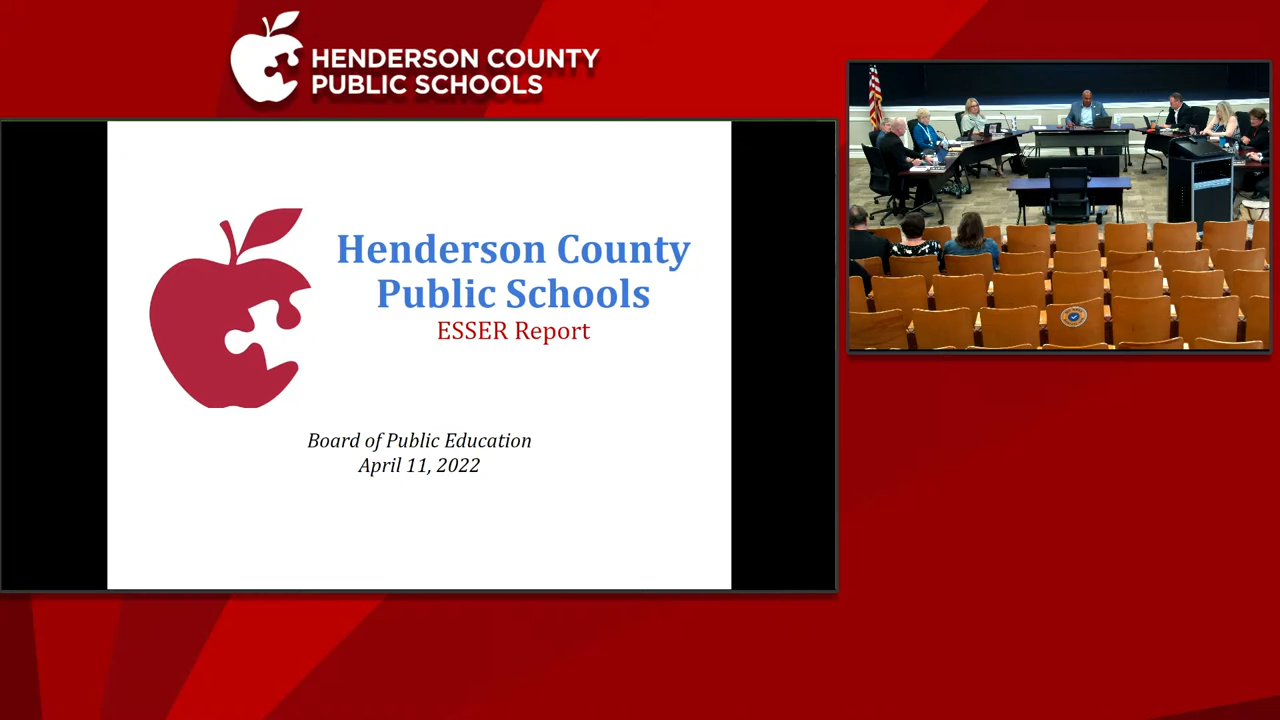 HENDERSON COUNTY
PUBLIC SCHOOLS
Henderson County
Public Schools
ESSER Report
Board of Public Education
April 11, 2022